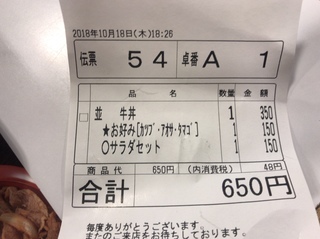 2018年10月18日(木)18:26
伝票 54 卓番 A 1
品 名 数量 金 額
並 牛丼 1 350
★お好み[カツブ・アオサ・タマゴ] 1 150
○サラダセット 1 150
商品代 650円 (内消費税) 48円
合計 650円
毎度ありがとうございます。
またのご来店をお待ちしております。